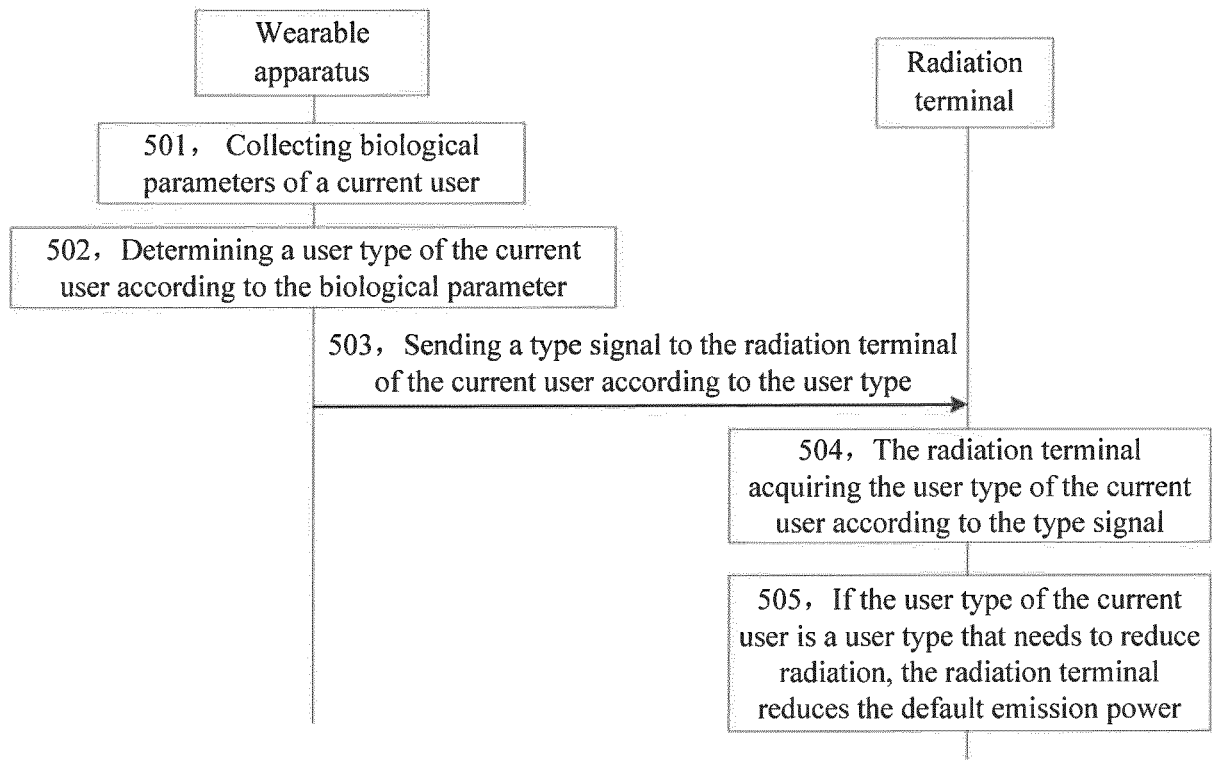 Wearable
apparatus
Radiation
terminal
501， Collecting biological
parameters of a current user
502， Determining a user type of the current
user according to the biological parameter
503， Sending a type signal to the radiation terminal
of the current user according to the user type
504， The radiation terminal
acquiring the user type of the current
user according to the type signal
505， If the user type of the current
user is a user type that needs to reduce
radiation, the radiation terminal
reduces the default emission power